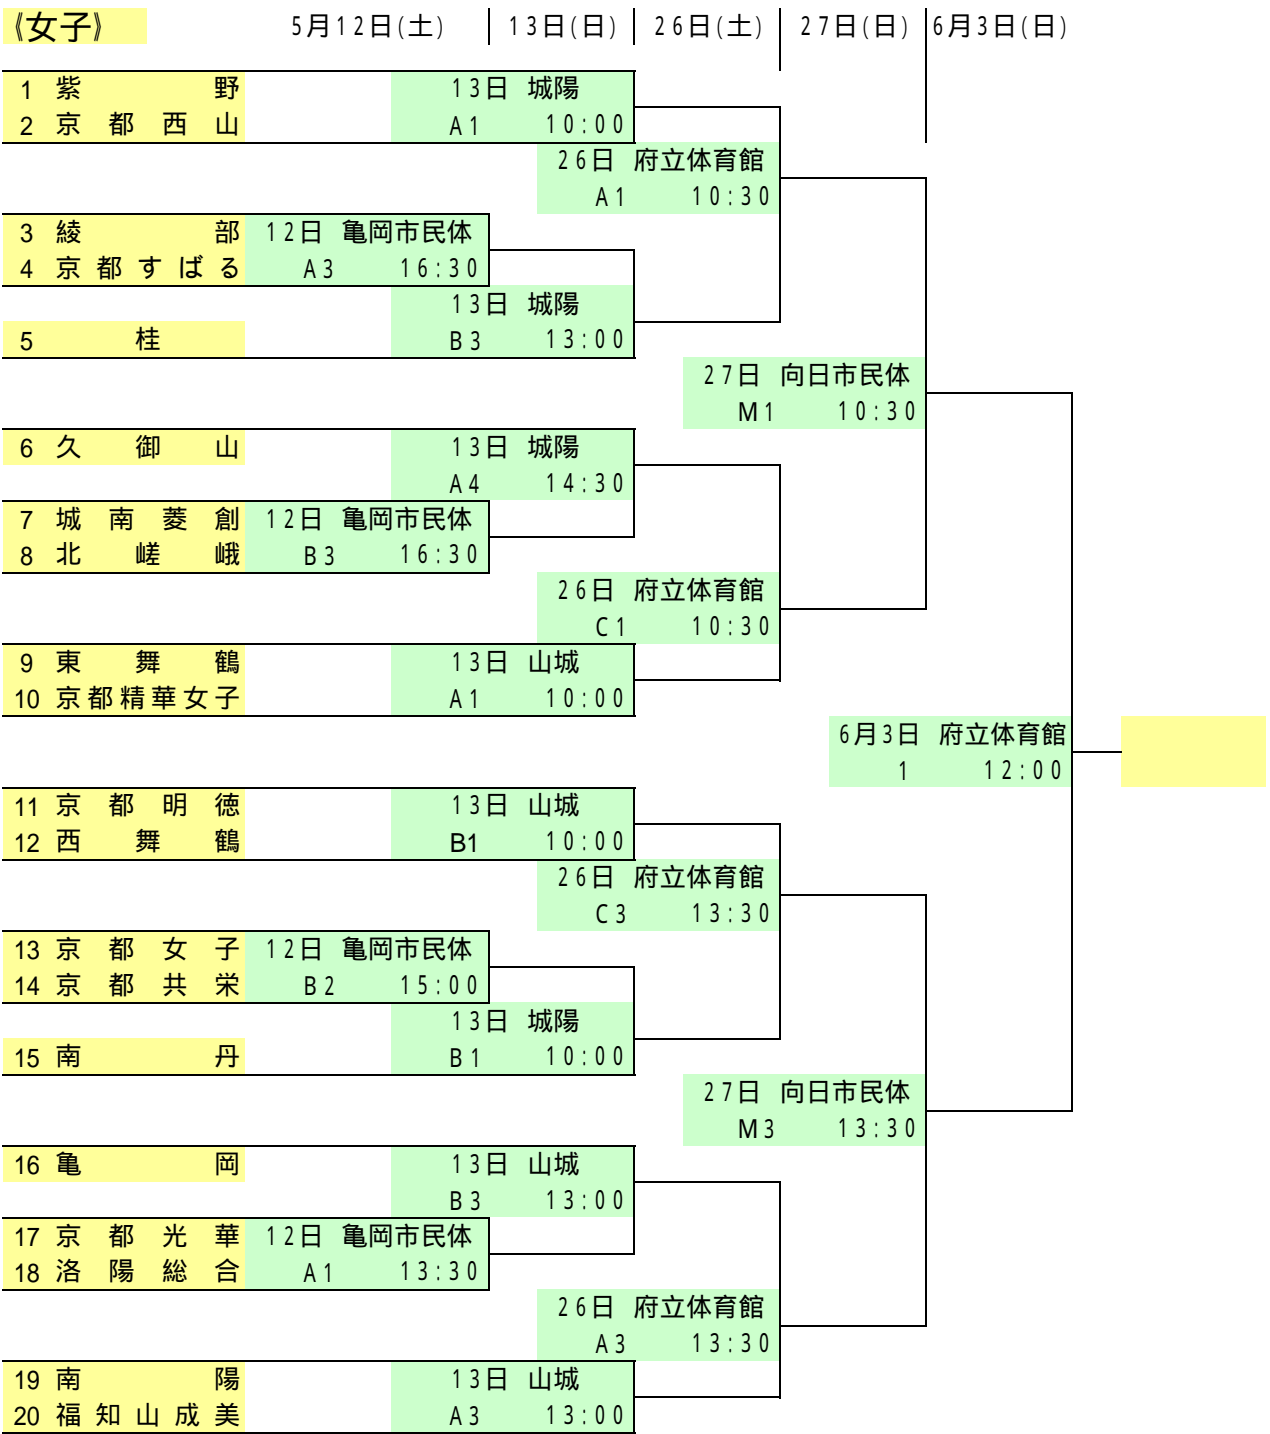 《女子》 5月12日(土) 13日(日) 26日(土) 27日(日) 6月3日(日)
1 紫野 13日 城陽
2 京都西山 A1 10:00
26日 府立体育館
A1 10:30
3 綾部 12日 亀岡市民体
4 京都すばる A3 16:30
13日 城陽
5 桂 B3 13:00
27日 向日市民体
M1 10:30
6 久御山 13日 城陽
A4 14:30
7 城南菱創 12日 亀岡市民体
8 北嵯峨 B3 16:30
26日 府立体育館
C1 10:30
9 東舞鶴 13日 山城
10 京都精華女子 A1 10:00
6月3日 府立体育館
1 12:00
11 京都明徳 13日 山城
12 西舞鶴 B1 10:00
26日 府立体育館
C3 13:30
13 京都女子 12日 亀岡市民体
14 京都共栄 B2 15:00
13日 城陽
15 南丹 B1 10:00
27日 向日市民体
M3 13:30
16 亀岡 13日 山城
B3 13:00
17 京都光華 12日 亀岡市民体
18 洛陽総合 A1 13:30
26日 府立体育館
A3 13:30
19 南陽 13日 山城
20 福知山成美 A3 13:00